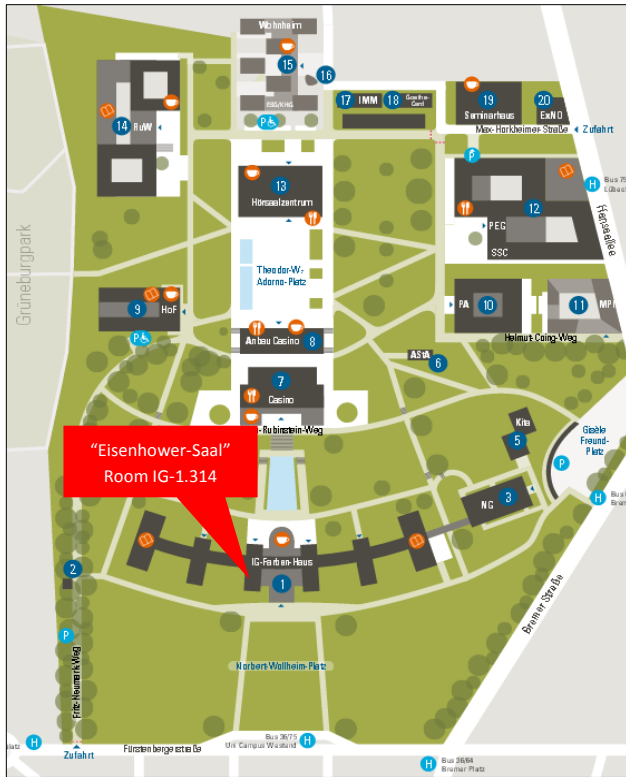 Wohnheim
15
16
ESG/KHG
P
17 IMM 18 Goethe-
Card
19
Seminarhaus
20
ExNO
Max-Horkheimer-Straße
Zufahrt
14 RuW
P
Bus 75
13
Hörsaalzentrum
12
PEG
SSC
Hansaallee
H
Grüneburgpark
Theodor-W.-
Adorno-Platz
9 HoF
P
PA 10
11
Helmut-Coing-Weg
Anbau Casino 8
AStA
6
7
Casino
-Rubinstein-Weg
Kita
5
Gisèle
Freund-
Platz
P
"Eisenhower-Saal"
Room IG-1.314
3
NG
H
IG-Farben-Haus
1
2
Bremer Straße
P
Fritz-Neumark-Weg
Norbert-Wollheim-Platz
H
Zufahrt
Fürstenbergerstraße
Bus 36/75
Uni Campus Westend
H
H
Bus 36/64
Bremer Platz